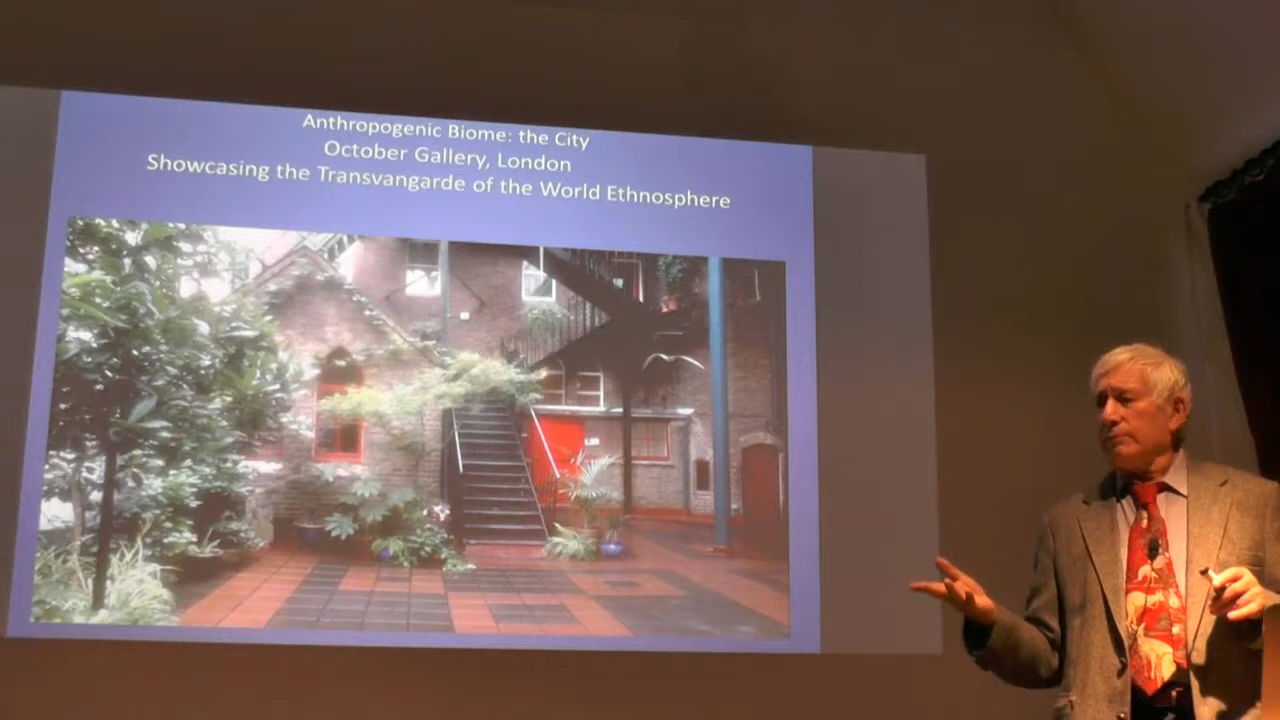 Anthropogenic Biome: the City
October Gallery, London
Showcasing the Transvangarde of the World Ethnosphere